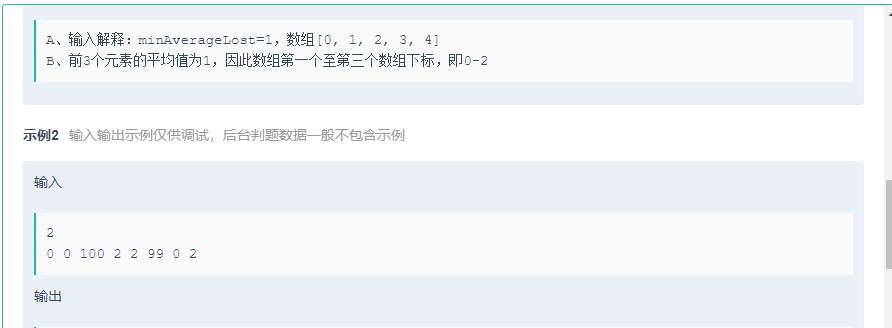 A、输入解释：minAverageLost=1，数组[0, 1, 2, 3, 4]
B、前3个元素的平均值为1，因此数组第一个至第三个数组下标，即0-2
示例2 输入输出示例仅供调试，后台判题数据一般不包含示例
输入
2
0 0 100 2 2 99 0 2
输出